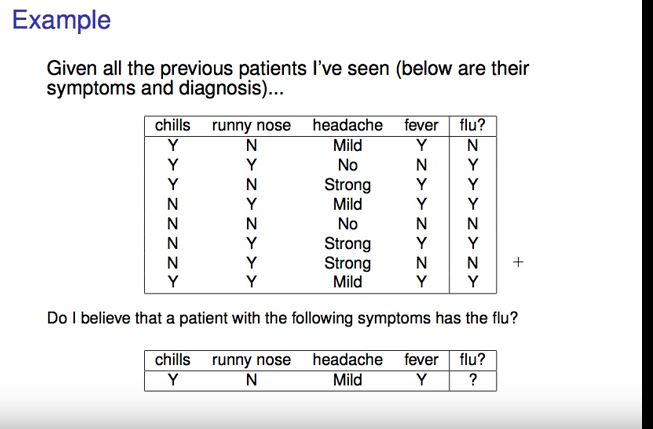 Example
Given all the previous patients I've seen (below are their
symptoms and diagnosis)...
chills runny nose headache fever flu?
Y N Mild Y N
Y Y No N Y
Y N Strong Y Y
N Y Mild Y Y
N N No N N
N Y Strong Y Y
N Y Strong N N
Y Y Mild Y Y
Do I believe that a patient with the following symptoms has the flu?
chills runny nose headache fever flu?
Y N Mild Y ?